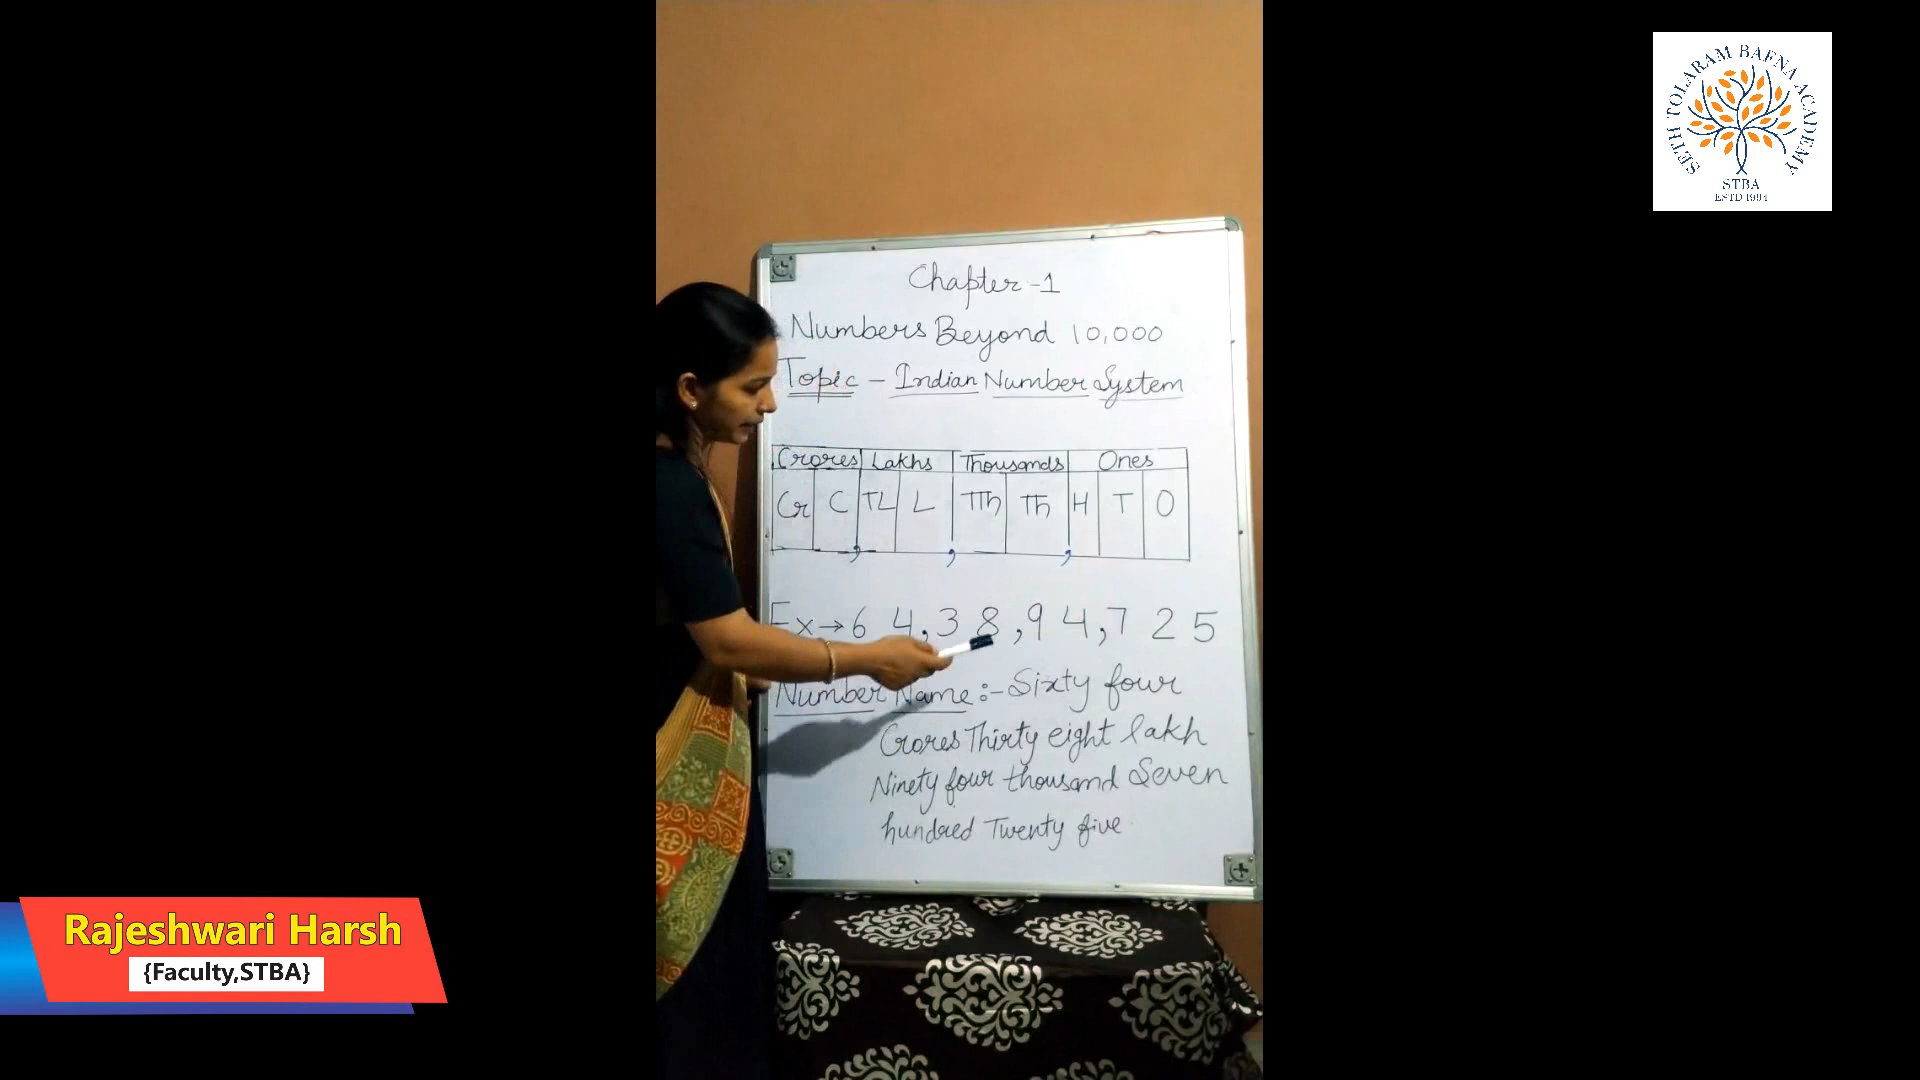 SETH TOLARAM BAFNA ACADEMY
STBA
ESTD 1994
Chapter -1
Numbers Beyond 10,000
Topic - Indian Number System
Crores Lakhs Thousands Ones
Cr C TL L TTh Th H T O
, , ,
Ex→6 4,3 8,9 4,7 2 5
Number Name :- Sixty four
Crores Thirty eight lakh
Ninety four thousand Seven
hundred Twenty five
Rajeshwari Harsh
{Faculty,STBA}